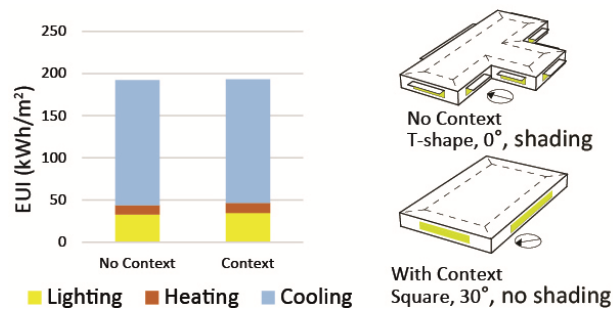 250
200
150
100
50
0
EUI (kWh/m²)
No Context
Context
Lighting
Heating
Cooling
No Context
T-shape, 0°, shading
With Context
Square, 30°, no shading